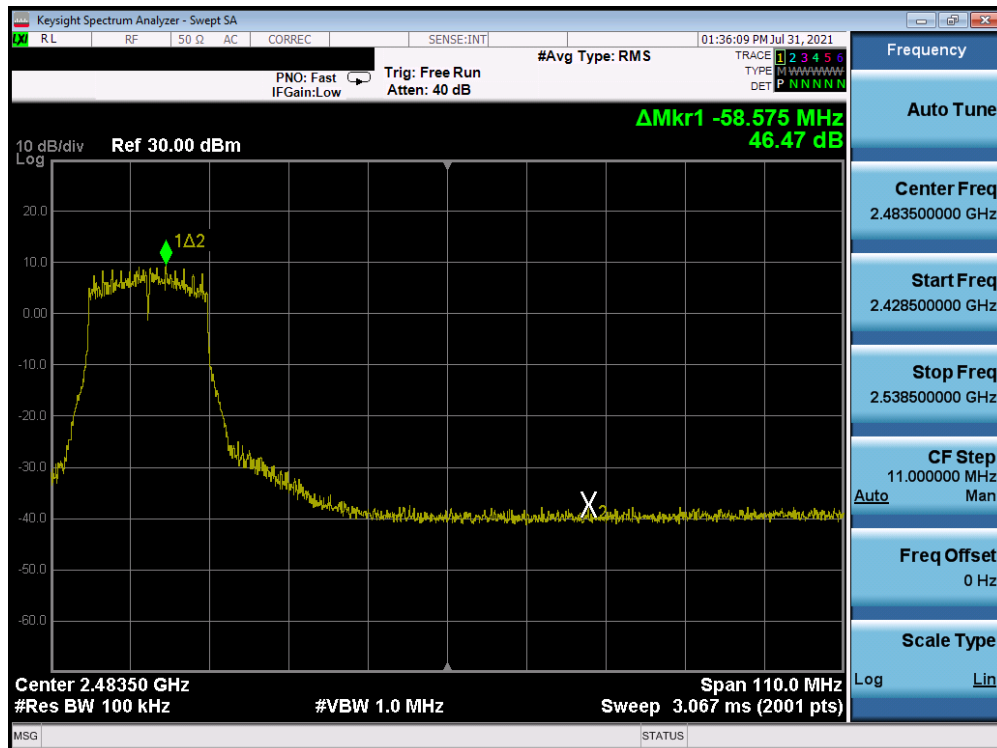 Keysight Spectrum Analyzer - Swept SA
LXI RL RF 50 Ω AC CORREC SENSE:INT 01:36:09 PM Jul 31, 2021
#Avg Type: RMS TRACE 1 2 3 4 5 6
PNO: Fast Trig: Free Run TYPE M W W W W W
IFGain:Low Atten: 40 dB DET P N N N N N
ΔMkr1 -58.575 MHz
46.47 dB
10 dB/div Ref 30.00 dBm
Log
20.0
1Δ2
10.0
0.00
-10.0
-20.0
-30.0
X2
-40.0
-50.0
-60.0
Center 2.48350 GHz Span 110.0 MHz
#Res BW 100 kHz #VBW 1.0 MHz Sweep 3.067 ms (2001 pts)
MSG STATUS
Frequency
Auto Tune
Center Freq
2.483500000 GHz
Start Freq
2.428500000 GHz
Stop Freq
2.538500000 GHz
CF Step
11.000000 MHz
Auto Man
Freq Offset
0 Hz
Scale Type
Log Lin